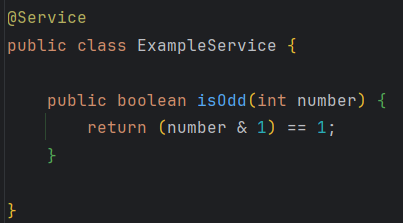 @Service
public class ExampleService {
public boolean isOdd(int number) {
return (number & 1) == 1;
}
}